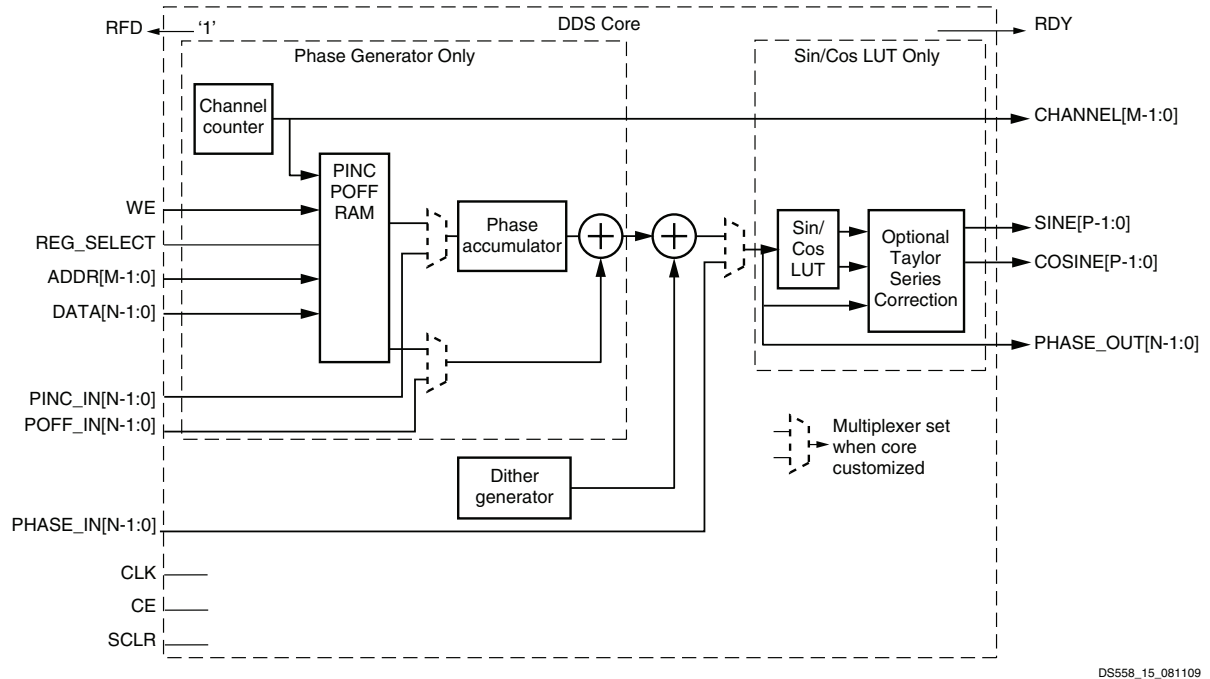 RFD
'1'
DDS Core
RDY
Phase Generator Only
Sin/Cos LUT Only
Channel
counter
CHANNEL[M-1:0]
PINC
POFF
RAM
WE
REG_SELECT
ADDR[M-1:0]
DATA[N-1:0]
Phase
accumulator
Sin/
Cos
LUT
Optional
Taylor
Series
Correction
SINE[P-1:0]
COSINE[P-1:0]
PHASE_OUT[N-1:0]
PINC_IN[N-1:0]
POFF_IN[N-1:0]
Multiplexer set
when core
customized
Dither
generator
PHASE_IN[N-1:0]
CLK
CE
SCLR
DS558_15_081109